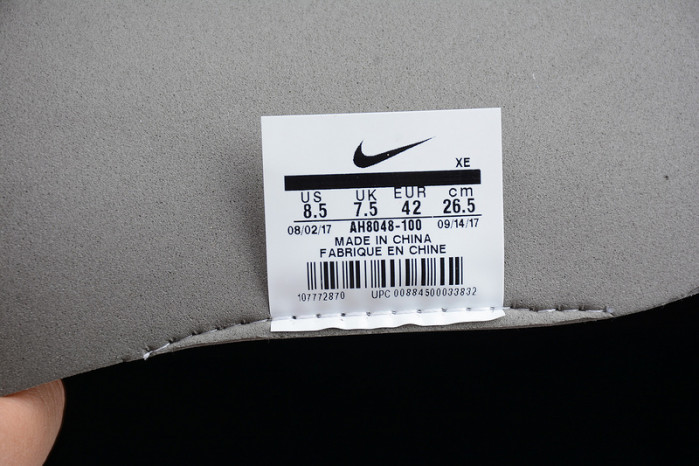 XE
US UK EUR cm
8.5 7.5 42 26.5
08/02/17 AH8048-100 09/14/17
MADE IN CHINA
FABRIQUE EN CHINE
107772870 UPC 00884500033832